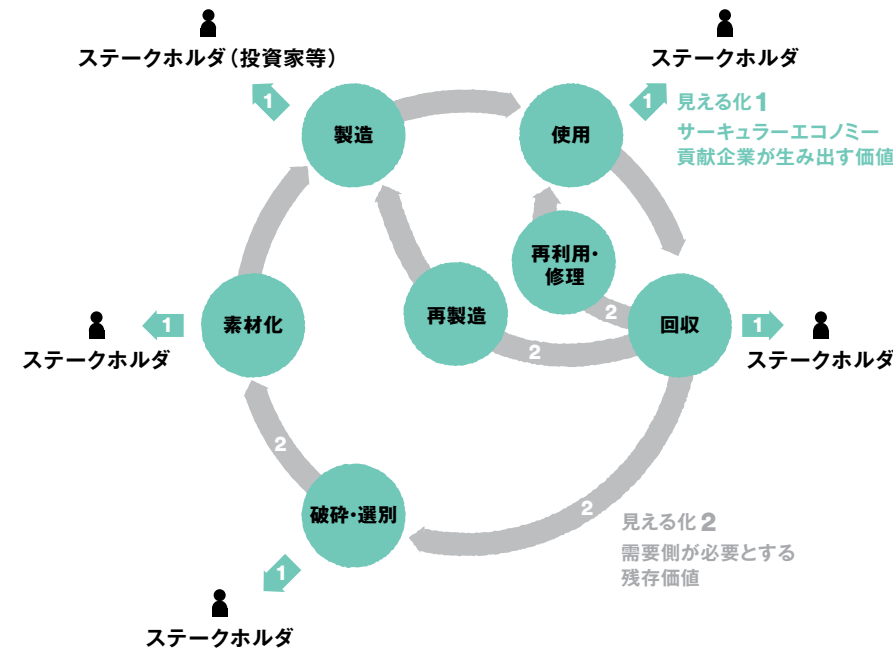 ステークホルダ(投資家等)
ステークホルダ
1
1
見える化1
サーキュラーエコノミー
貢献企業が生み出す価値
製造
使用
再利用・
修理
2
素材化
再製造
回収
1
1
2
ステークホルダ
ステークホルダ
2
破砕・選別
2
見える化2
需要側が必要とする
残存価値
1
ステークホルダ